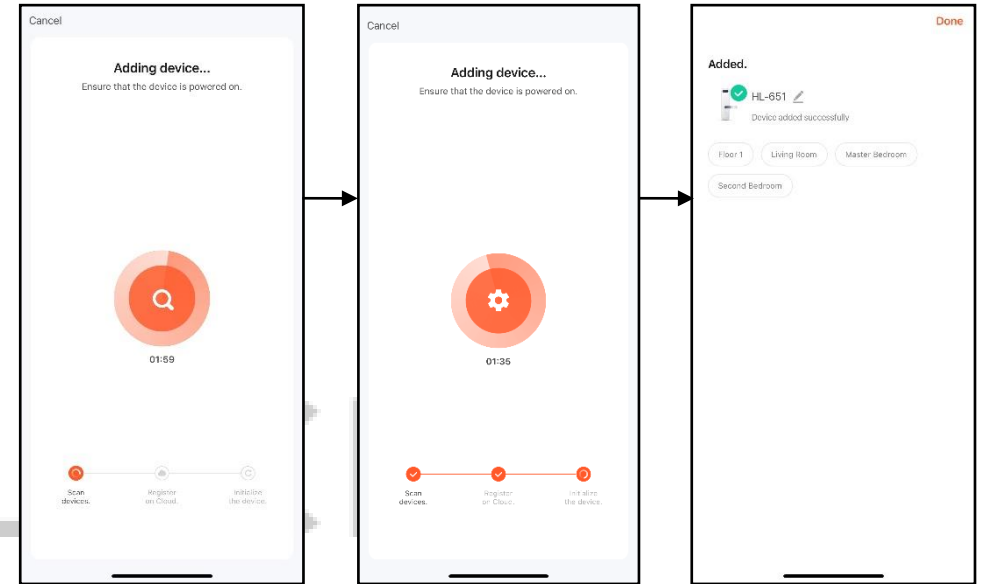 Cancel
Adding device...
Ensure that the device is powered on.
01:59
Scan
devices.
Register
on Cloud.
Initialize
the device.
Cancel
Adding device...
Ensure that the device is powered on.
01:35
Scan
devices.
Register
on Cloud.
Initialize
the device.
Done
Added.
HL-651
Device added successfully
Floor 1
Living Room
Master Bedroom
Second Bedroom